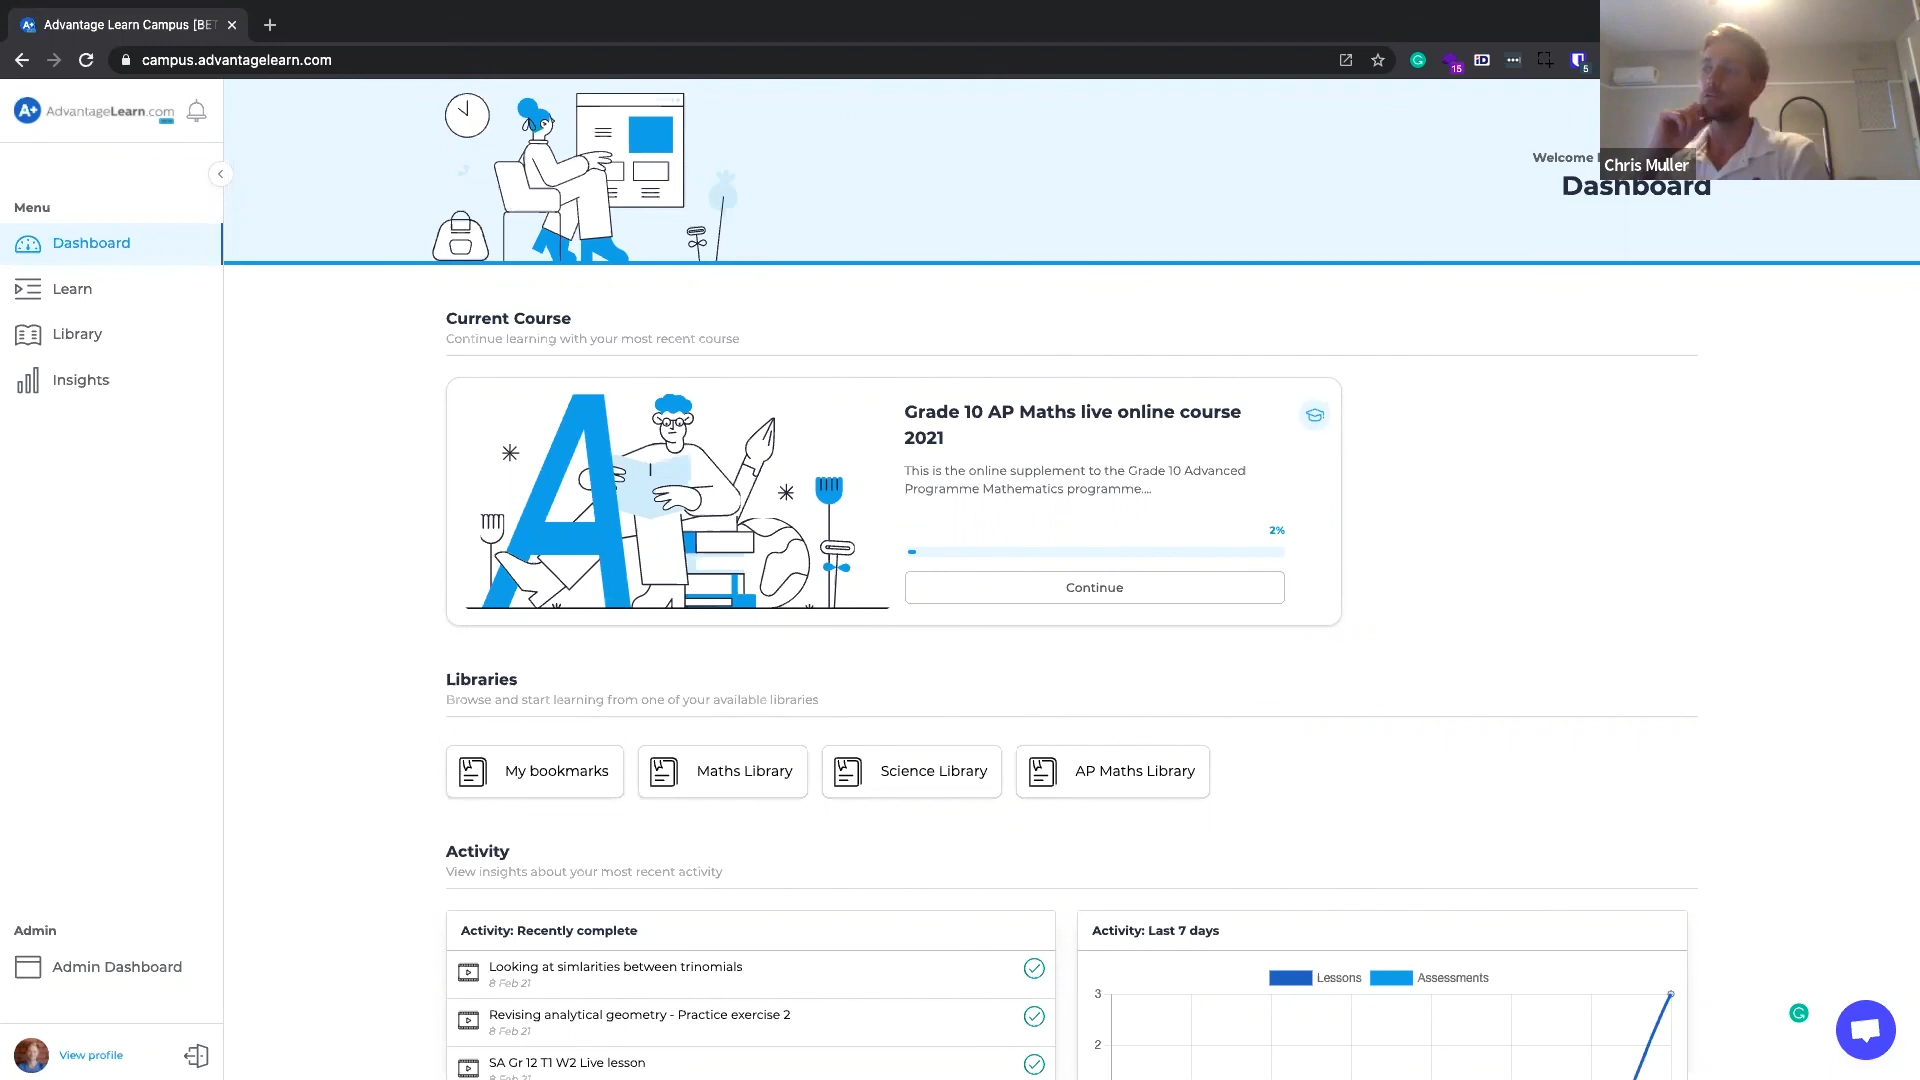 Advantage Learn Campus [BET
campus.advantagelearn.com
15
5
A+ AdvantageLearn.com
Menu
Dashboard
Learn
Library
Insights
Admin
Admin Dashboard
View profile
Welcome
Dashboard
Chris Muller
Current Course
Continue learning with your most recent course
Grade 10 AP Maths live online course
2021
This is the online supplement to the Grade 10 Advanced
Programme Mathematics programme....
2%
Continue
Libraries
Browse and start learning from one of your available libraries
My bookmarks
Maths Library
Science Library
AP Maths Library
Activity
View insights about your most recent activity
Activity: Recently complete
Looking at simlarities between trinomials
8 Feb 21
Revising analytical geometry - Practice exercise 2
8 Feb 21
SA Gr 12 T1 W2 Live lesson
8 Feb 21
Activity: Last 7 days
Lessons
Assessments
3
2